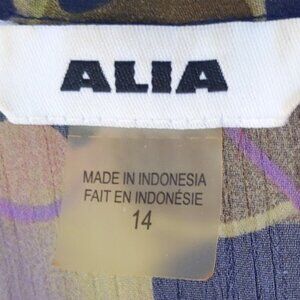 ALIA
MADE IN INDONESIA
FAIT EN INDONÉSIE
14